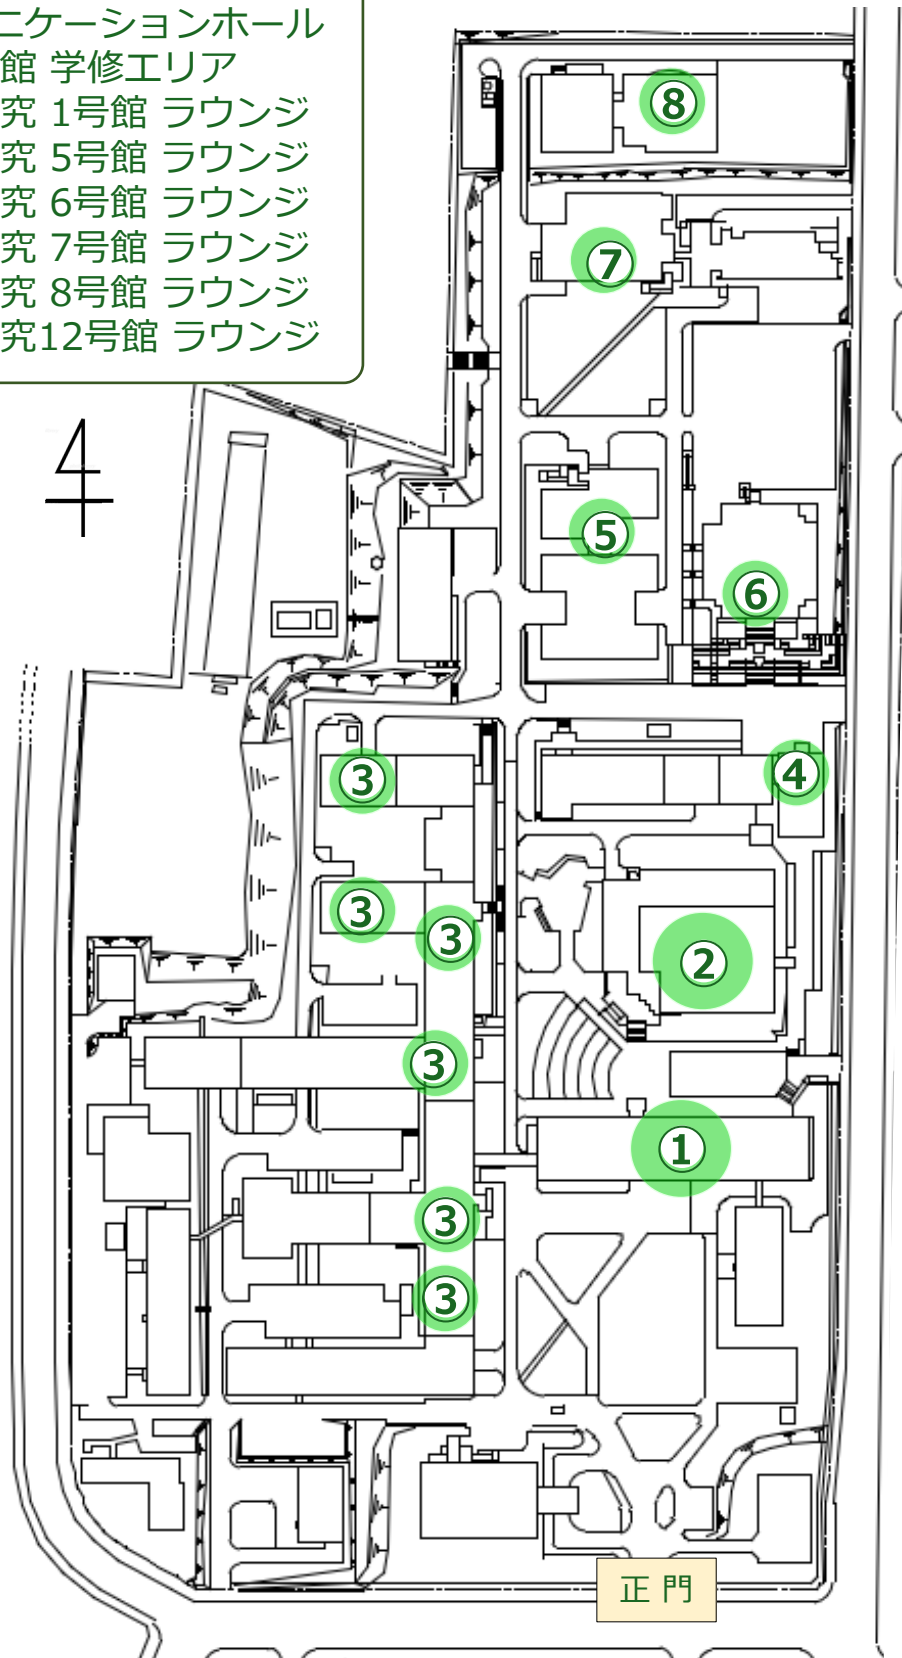 ニケーションホール
館 学修エリア
究 1号館 ラウンジ
究 5号館 ラウンジ
究 6号館 ラウンジ
究 7号館 ラウンジ
究 8号館 ラウンジ
究12号館 ラウンジ
8
7
5
6
3
4
3
3
2
3
1
3
3
正門